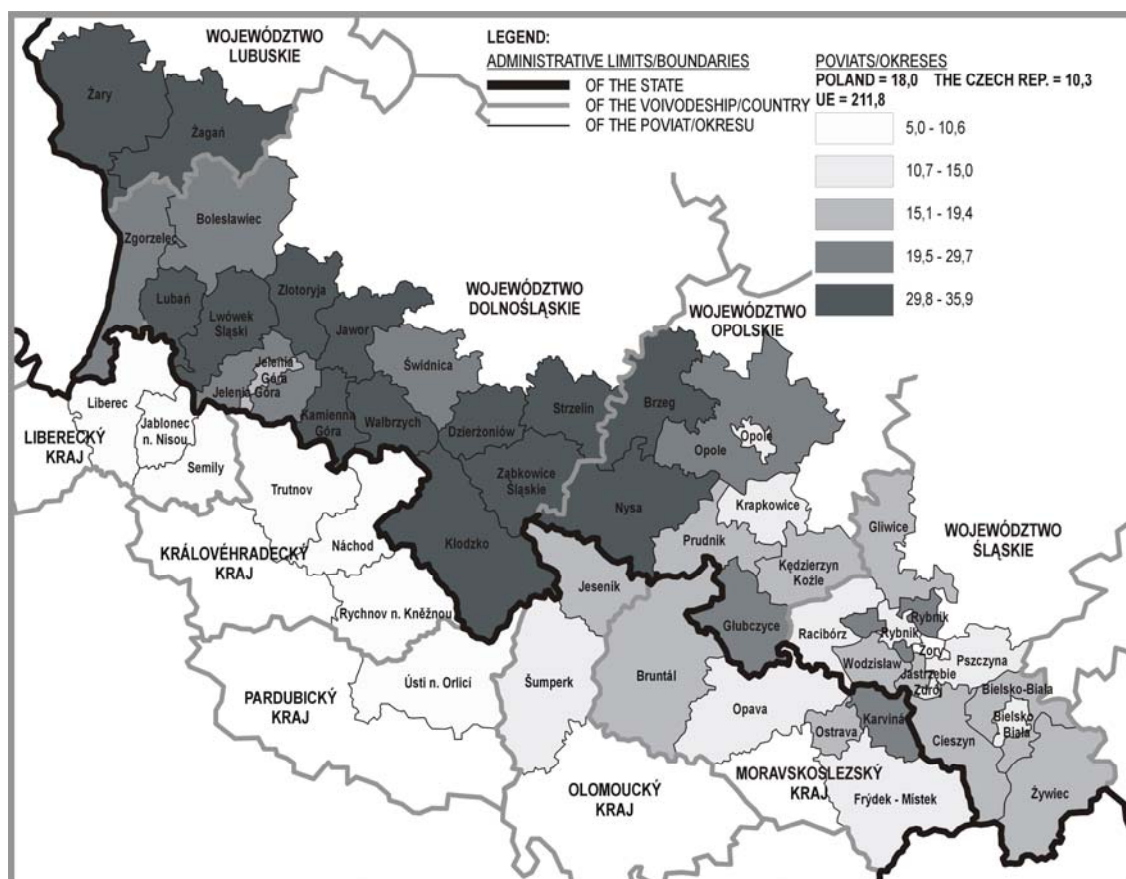 WOJEWÓDZTWO
LUBUSKIE
LEGEND:
ADMINISTRATIVE LIMITS/BOUNDARIES
OF THE STATE
OF THE VOIVODESHIP/COUNTRY
OF THE POVIAT/OKRESU
POVIATS/OKRESES
POLAND = 18,0 THE CZECH REP. = 10,3
UE = 211,8
5,0 - 10,6
10,7 - 15,0
15,1 - 19,4
19,5 - 29,7
29,8 - 35,9
Żary
Żagań
Bolesławiec
Zgorzelec
WOJEWÓDZTWO
DOLNOŚLĄSKIE
Lubań
Złotoryja
Lwówek
Śląski
Jawor
WOJEWÓDZTWO
OPOLSKIE
Jelenia
Góra
Świdnica
Jelenia Góra
Liberec
Jablonec
n. Nisou
LIBERECKÝ
KRAJ
Semily
Kamienna
Góra
Wałbrzych
Dzierżoniów
Strzelin
Brzeg
Opole
Opole
Ząbkowice
Śląskie
Nysa
Krapkowice
Trutnov
Gliwice
WOJEWÓDZTWO
ŚLĄSKIE
KRÁLOVÉHRADECKÝ
KRAJ
Náchod
Kłodzko
Prudnik
Kędzierzyn
Koźle
Jesenik
Rychnov n. Kněžnou
Głubczyce
Racibórz
Rybnik
Rybnik
Żory
Pszczyna
Wodzisław
Jastrzębie
Zdrój
PARDUBICKÝ
KRAJ
Ústi n. Orlicí
Šumperk
Bruntál
Opava
Karviná
Ostrava
Cieszyn
Bielsko-Biała
Bielsko
Biała
Żywiec
OLOMOUCKÝ
KRAJ
MORAVSKOSLEZSKÝ
KRAJ
Frýdek - Místek